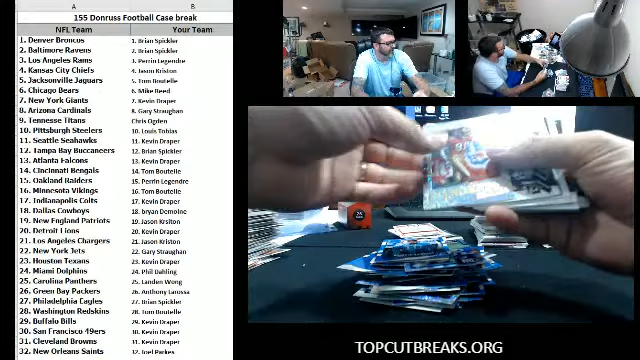 A B
155 Donruss Football Case break
NFL Team Your Team
1. Denver Broncos 1. Brian Spickler
2. Baltimore Ravens 2. Brian Spickler
3. Los Angeles Rams 3. Perrin Legendre
4. Kansas City Chiefs 4. Jason Kriston
5. Jacksonville Jaguars 5. Tom Boutelle
6. Chicago Bears 6. Mike Reed
7. New York Giants 7. Kevin Draper
8. Arizona Cardinals 8. Gary Straughan
9. Tennesse Titans Chris Ogden
10. Pittsburgh Steelers 10. Louis Tobias
11. Seattle Seahawks 11. Kevin Draper
12. Tampa Bay Buccaneers 12. Brian Spickler
13. Atlanta Falcons 13. Kevin Draper
14. Cincinnati Bengals 14. Tom Boutelle
15. Oakland Raiders 15. Perrin Legendre
16. Minnesota Vikings 16. Tom Boutelle
17. Indianapolis Colts 17. Kevin Draper
18. Dallas Cowboys 18. bryan Demoine
19. New England Patriots 19. Jason Krsiton
20. Detroit Lions 20. Kevin Draper
21. Los Angeles Chargers 21. Jason Kriston
22. New York Jets 22. Gary Straughan
23. Houston Texans 23. Kevin Draper
24. Miami Dolphins 24. Phil Dahling
25. Carolina Panthers 25. Landen Wong
26. Green Bay Packers 26. Anthony Larossa
27. Philadelphia Eagles 27. Brian Spickler
28. Washington Redskins 28. Tom Boutelle
29. Buffalo Bills 29. Kevin Draper
30. San Francisco 49ers 30. Kevin Draper
31. Cleveland Browns 31. Kevin Draper
32. New Orleans Saints 32. Joel Parkes
TOPCUTBREAKS.ORG